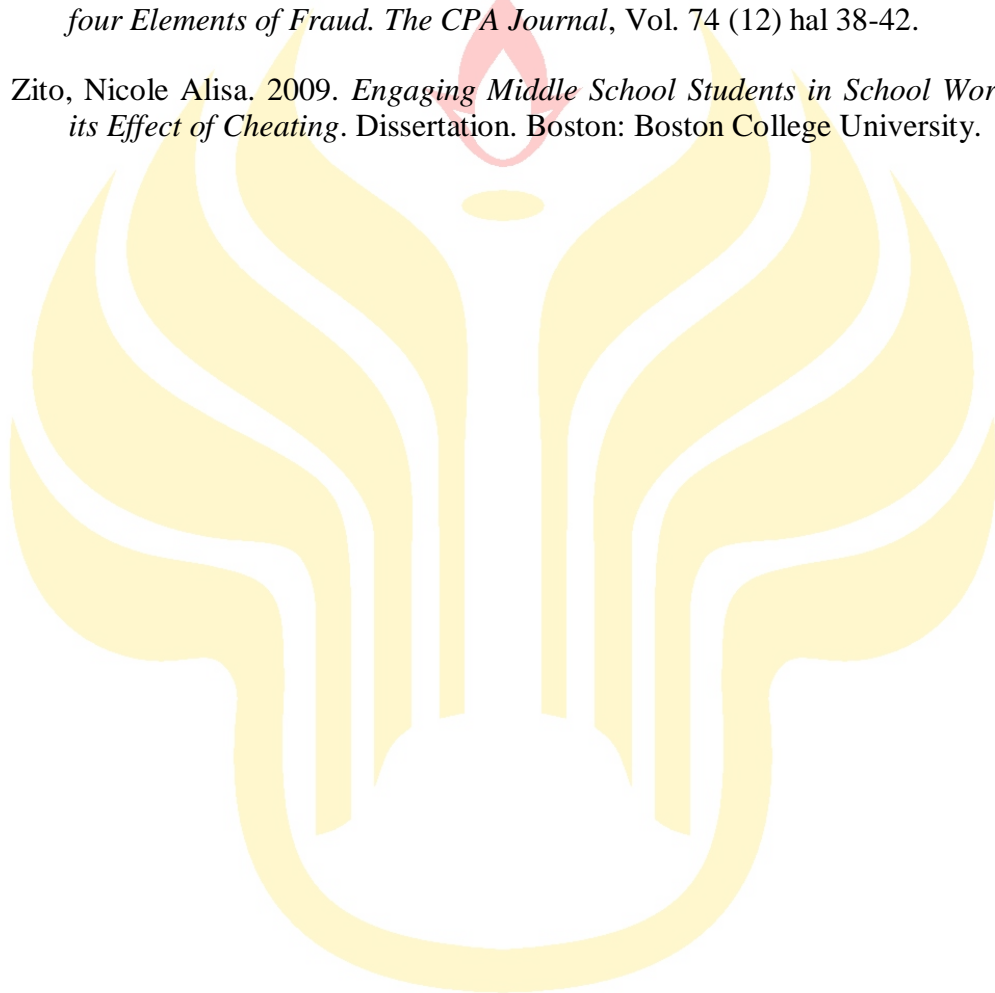 four Elements of Fraud. The CPA Journal, Vol. 74 (12) hal 38-42.
Zito, Nicole Alisa. 2009. Engaging Middle School Students in School Wor
its Effect of Cheating. Dissertation. Boston: Boston College University.